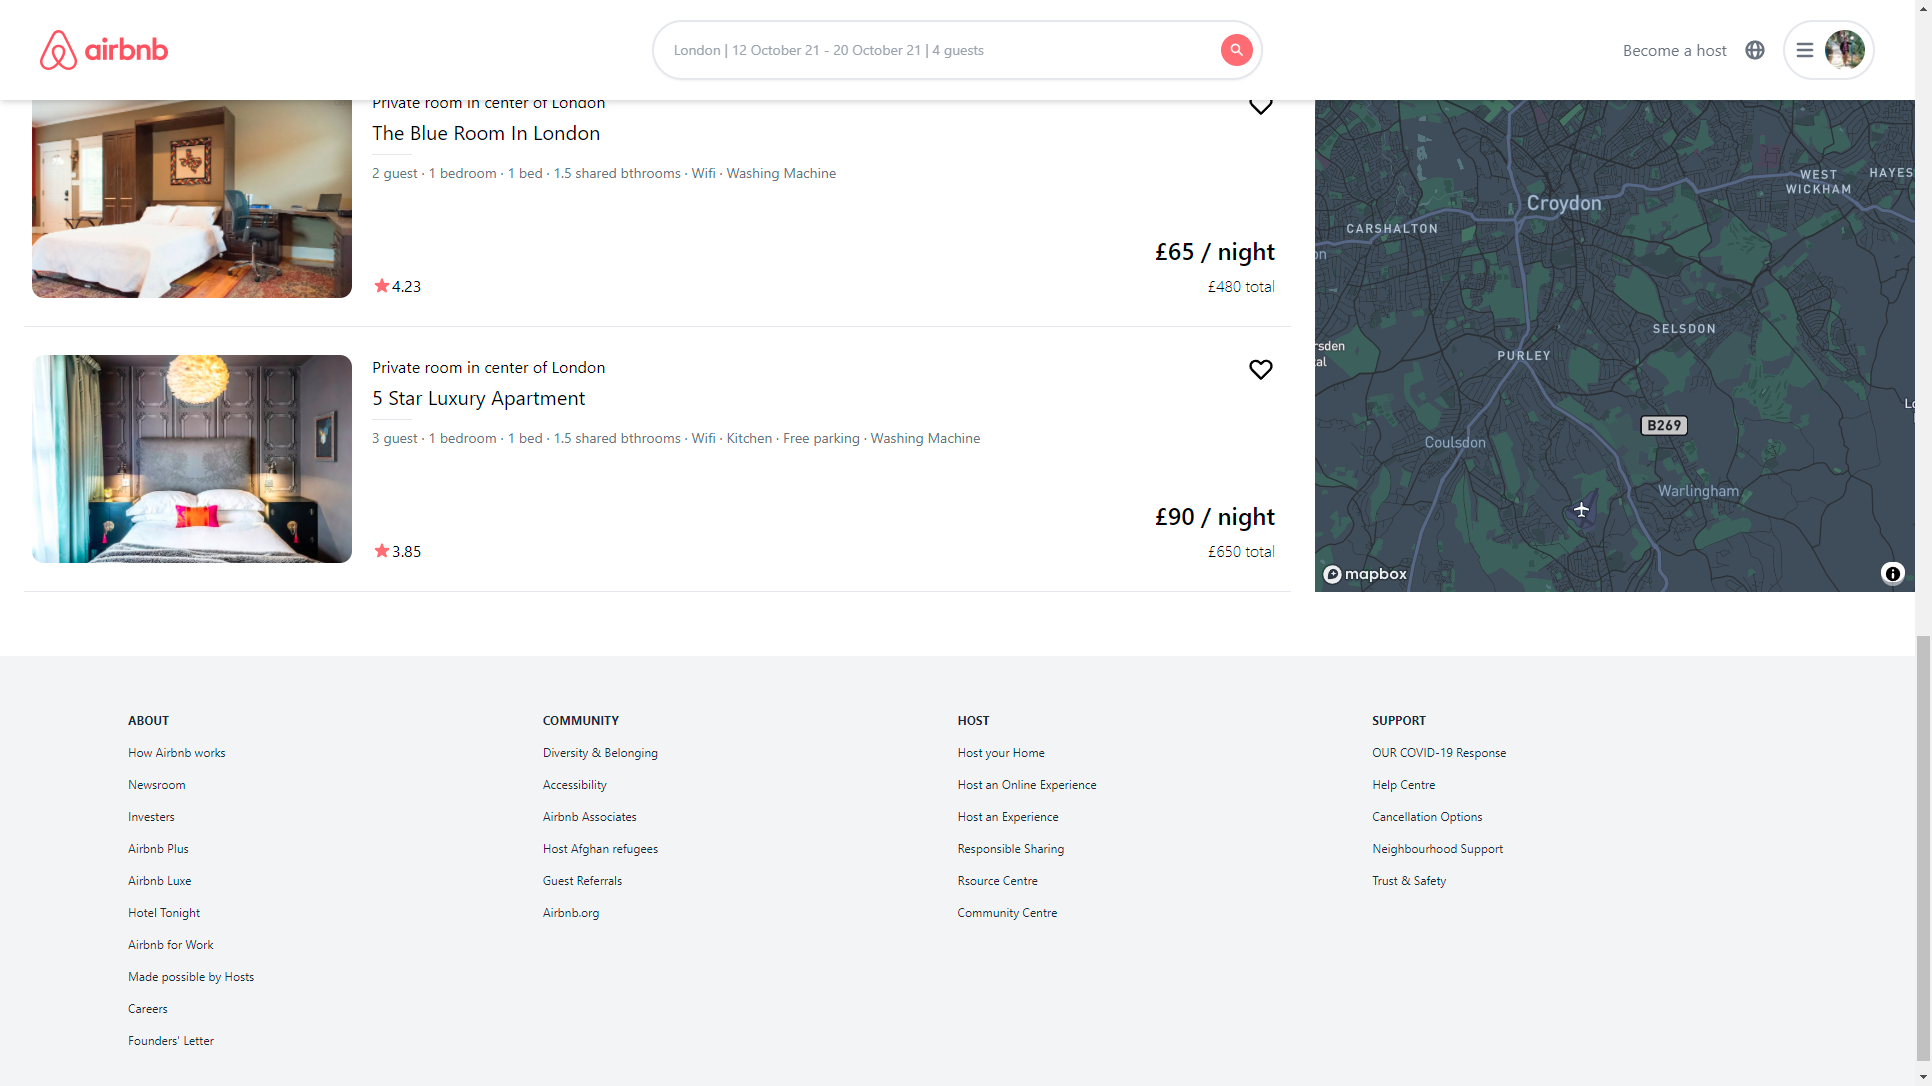 airbnb
London | 12 October 21 - 20 October 21 | 4 guests
Become a host
Private room in center of London
The Blue Room In London
2 guest · 1 bedroom · 1 bed · 1.5 shared bthrooms · Wifi · Washing Machine
£65 / night
4.23
£480 total
Private room in center of London
5 Star Luxury Apartment
3 guest · 1 bedroom · 1 bed · 1.5 shared bthrooms · Wifi · Kitchen · Free parking · Washing Machine
£90 / night
3.85
£650 total
WEST
WICKHAM
HAYES
Croydon
CARSHALTON
on
SELSDON
rsden
al
PURLEY
B269
Coulsdon
Warlingham
mapbox
ABOUT
How Airbnb works
Newsroom
Investers
Airbnb Plus
Airbnb Luxe
Hotel Tonight
Airbnb for Work
Made possible by Hosts
Careers
Founders' Letter
COMMUNITY
Diversity & Belonging
Accessibility
Airbnb Associates
Host Afghan refugees
Guest Referrals
Airbnb.org
HOST
Host your Home
Host an Online Experience
Host an Experience
Responsible Sharing
Rsource Centre
Community Centre
SUPPORT
OUR COVID-19 Response
Help Centre
Cancellation Options
Neighbourhood Support
Trust & Safety